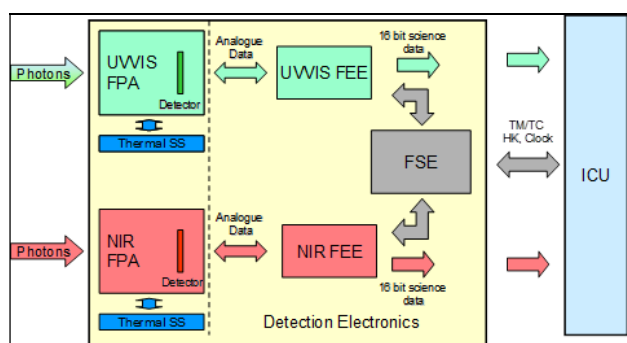 Photons
UVVIS
FPA
Detector
Thermal SS
Analogue
Data
UVVIS FEE
16 bit science
data
FSE
TM/TC
HK, Clock
ICU
Photons
NIR
FPA
Detector
Thermal SS
Analogue
Data
NIR FEE
16 bit science
data
Detection Electronics